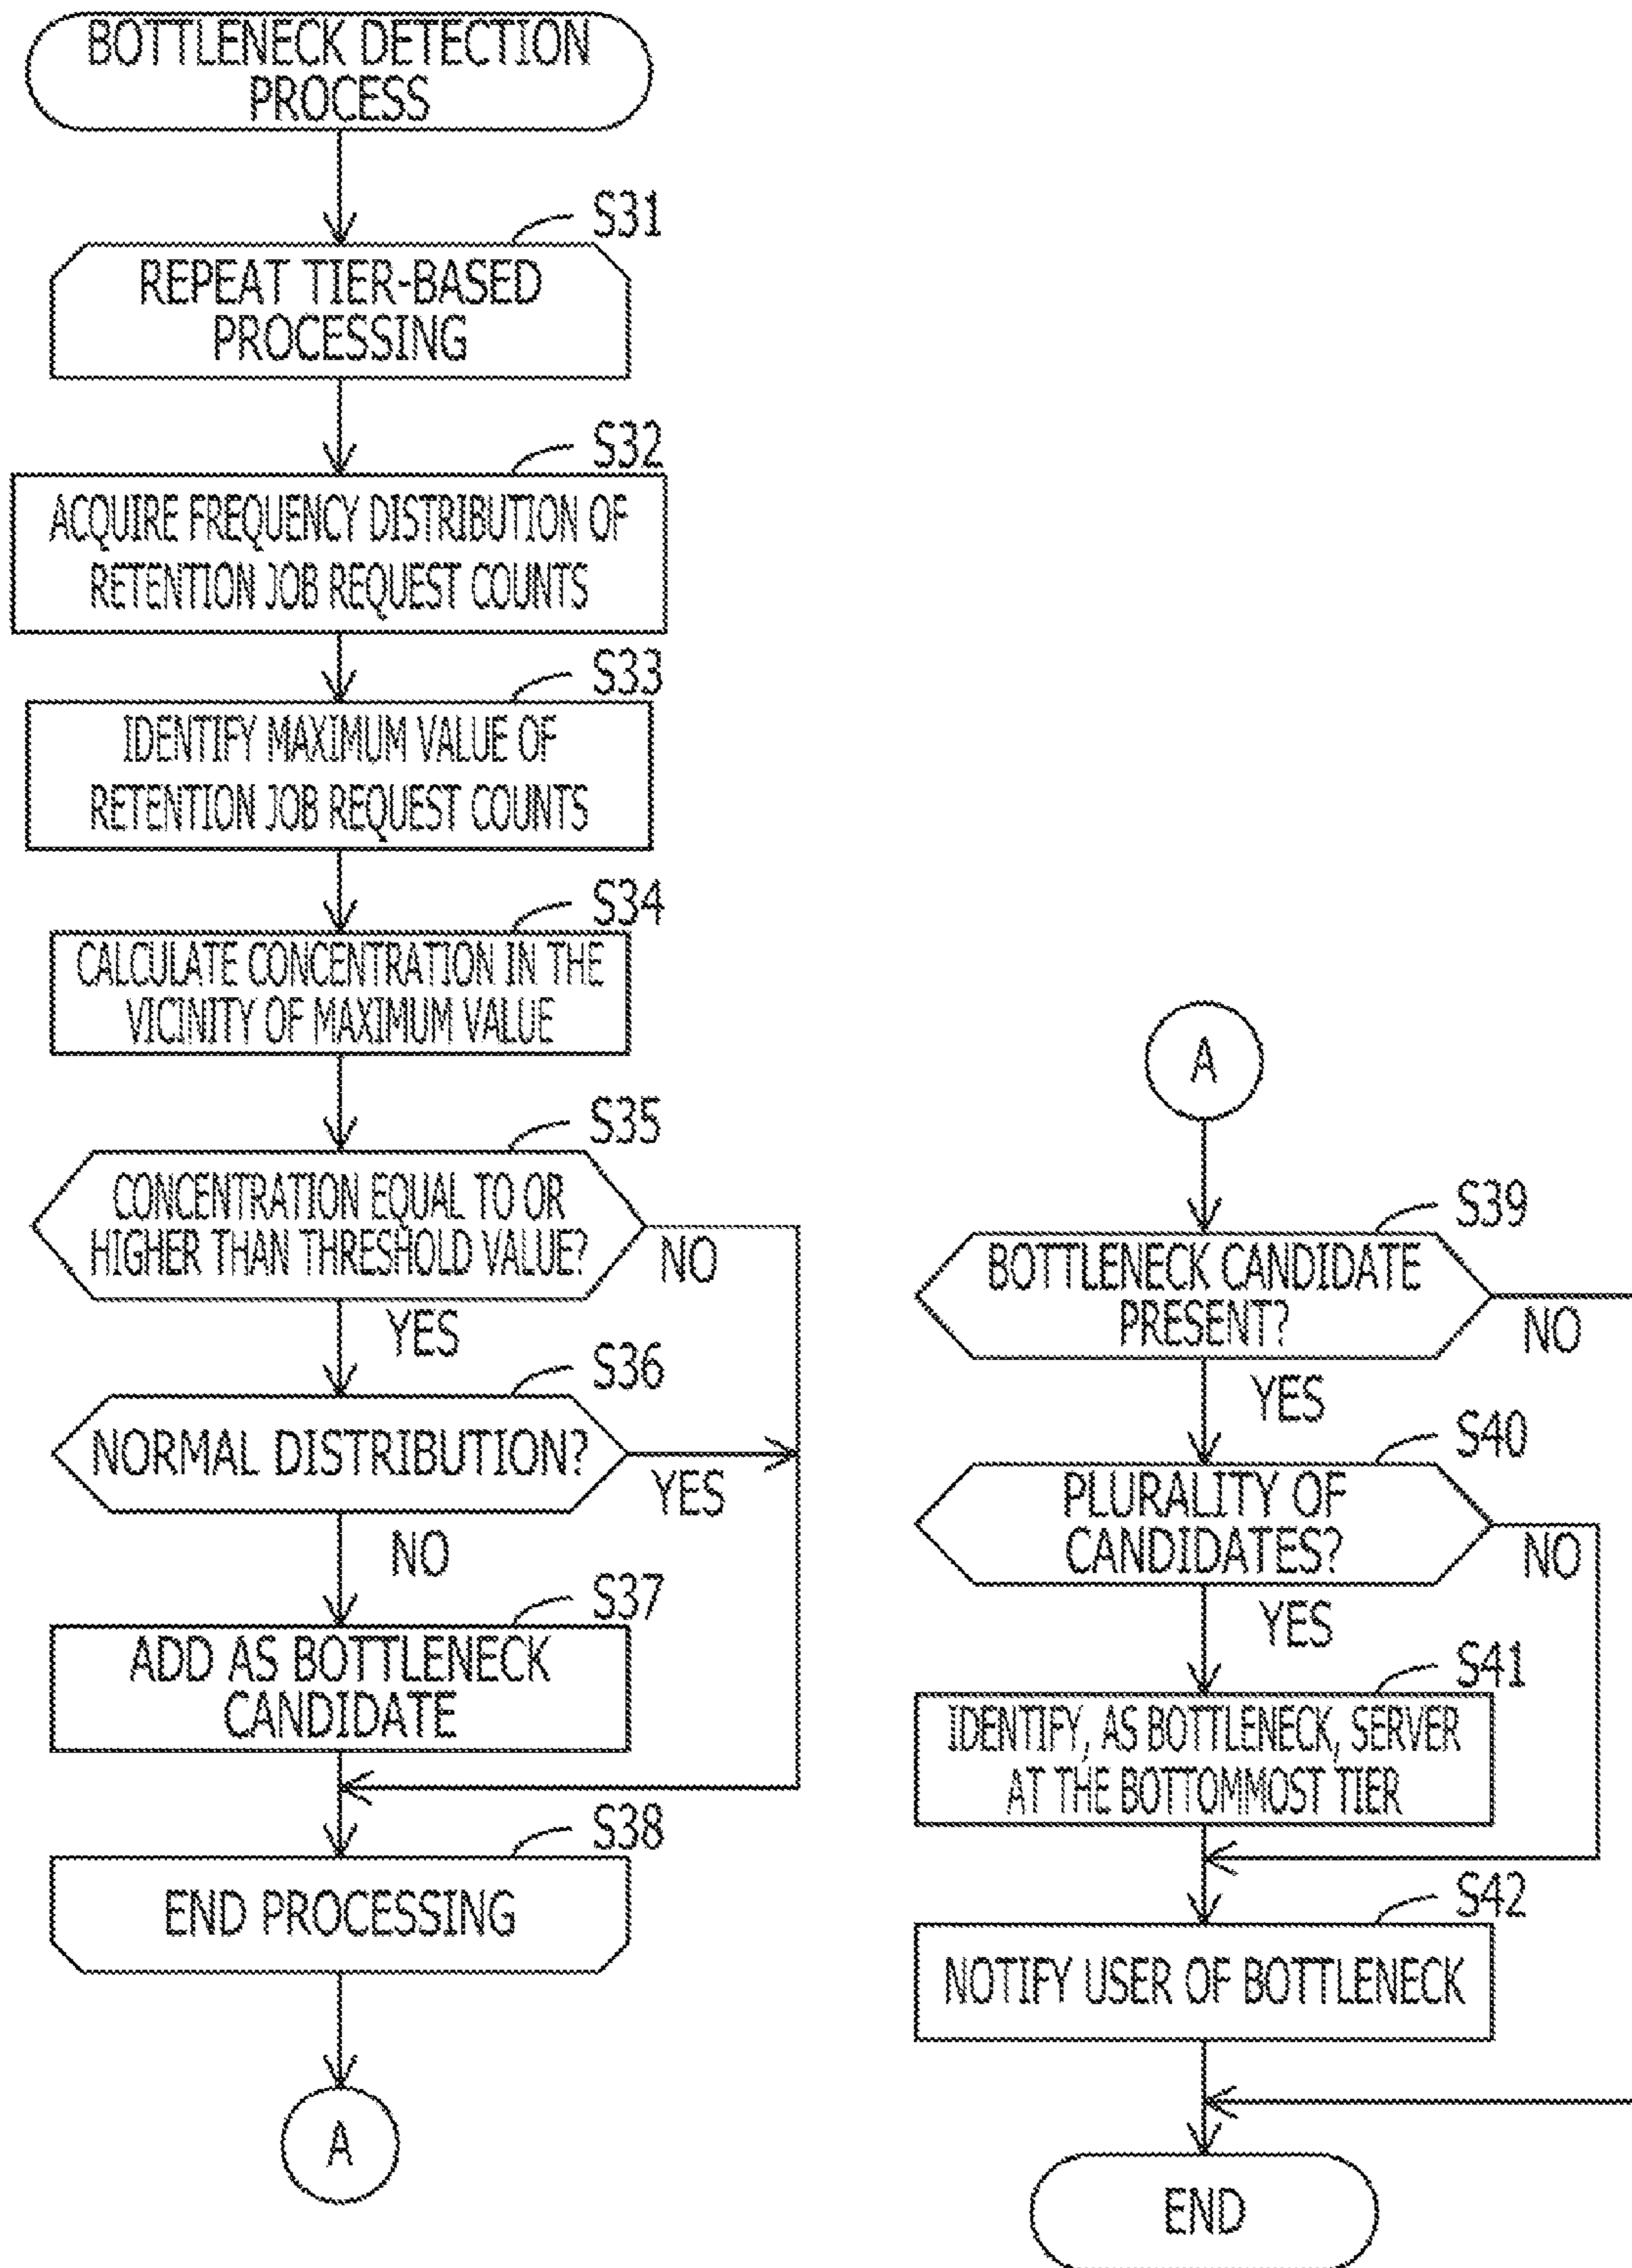 BOTTLENECK DETECTION
PROCESS
S31
REPEAT TIER-BASED
PROCESSING
S32
ACQUIRE FREQUENCY DISTRIBUTION OF
RETENTION JOB REQUEST COUNTS
S33
IDENTIFY MAXIMUM VALUE OF
RETENTION JOB REQUEST COUNTS
S34
CALCULATE CONCENTRATION IN THE
VICINITY OF MAXIMUM VALUE
S35
CONCENTRATION EQUAL TO OR
HIGHER THAN THRESHOLD VALUE?
NO
YES
S36
NORMAL DISTRIBUTION?
YES
NO
S37
ADD AS BOTTLENECK
CANDIDATE
S38
END PROCESSING
A
A
S39
BOTTLENECK CANDIDATE
PRESENT?
NO
YES
S40
PLURALITY OF
CANDIDATES?
NO
YES
S41
IDENTIFY, AS BOTTLENECK, SERVER
AT THE BOTTOMMOST TIER
S42
NOTIFY USER OF BOTTLENECK
END